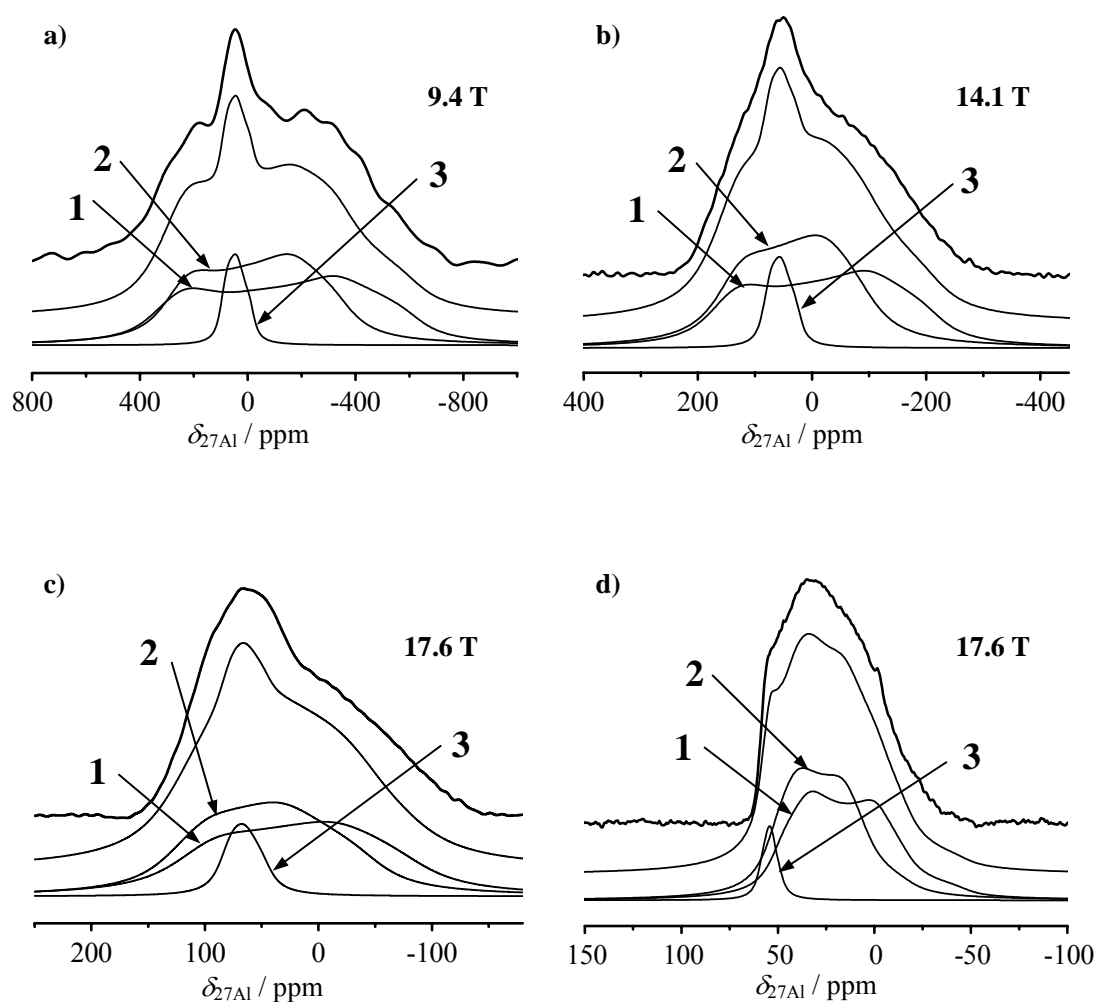 a)
9.4 T
2
1
3
800 400 0 -400 -800
δ27Al / ppm
b)
14.1 T
2
1
3
400 200 0 -200 -400
δ27Al / ppm
c)
17.6 T
2
1
3
200 100 0 -100
δ27Al / ppm
d)
17.6 T
2
1
3
150 100 50 0 -50 -100
δ27Al / ppm